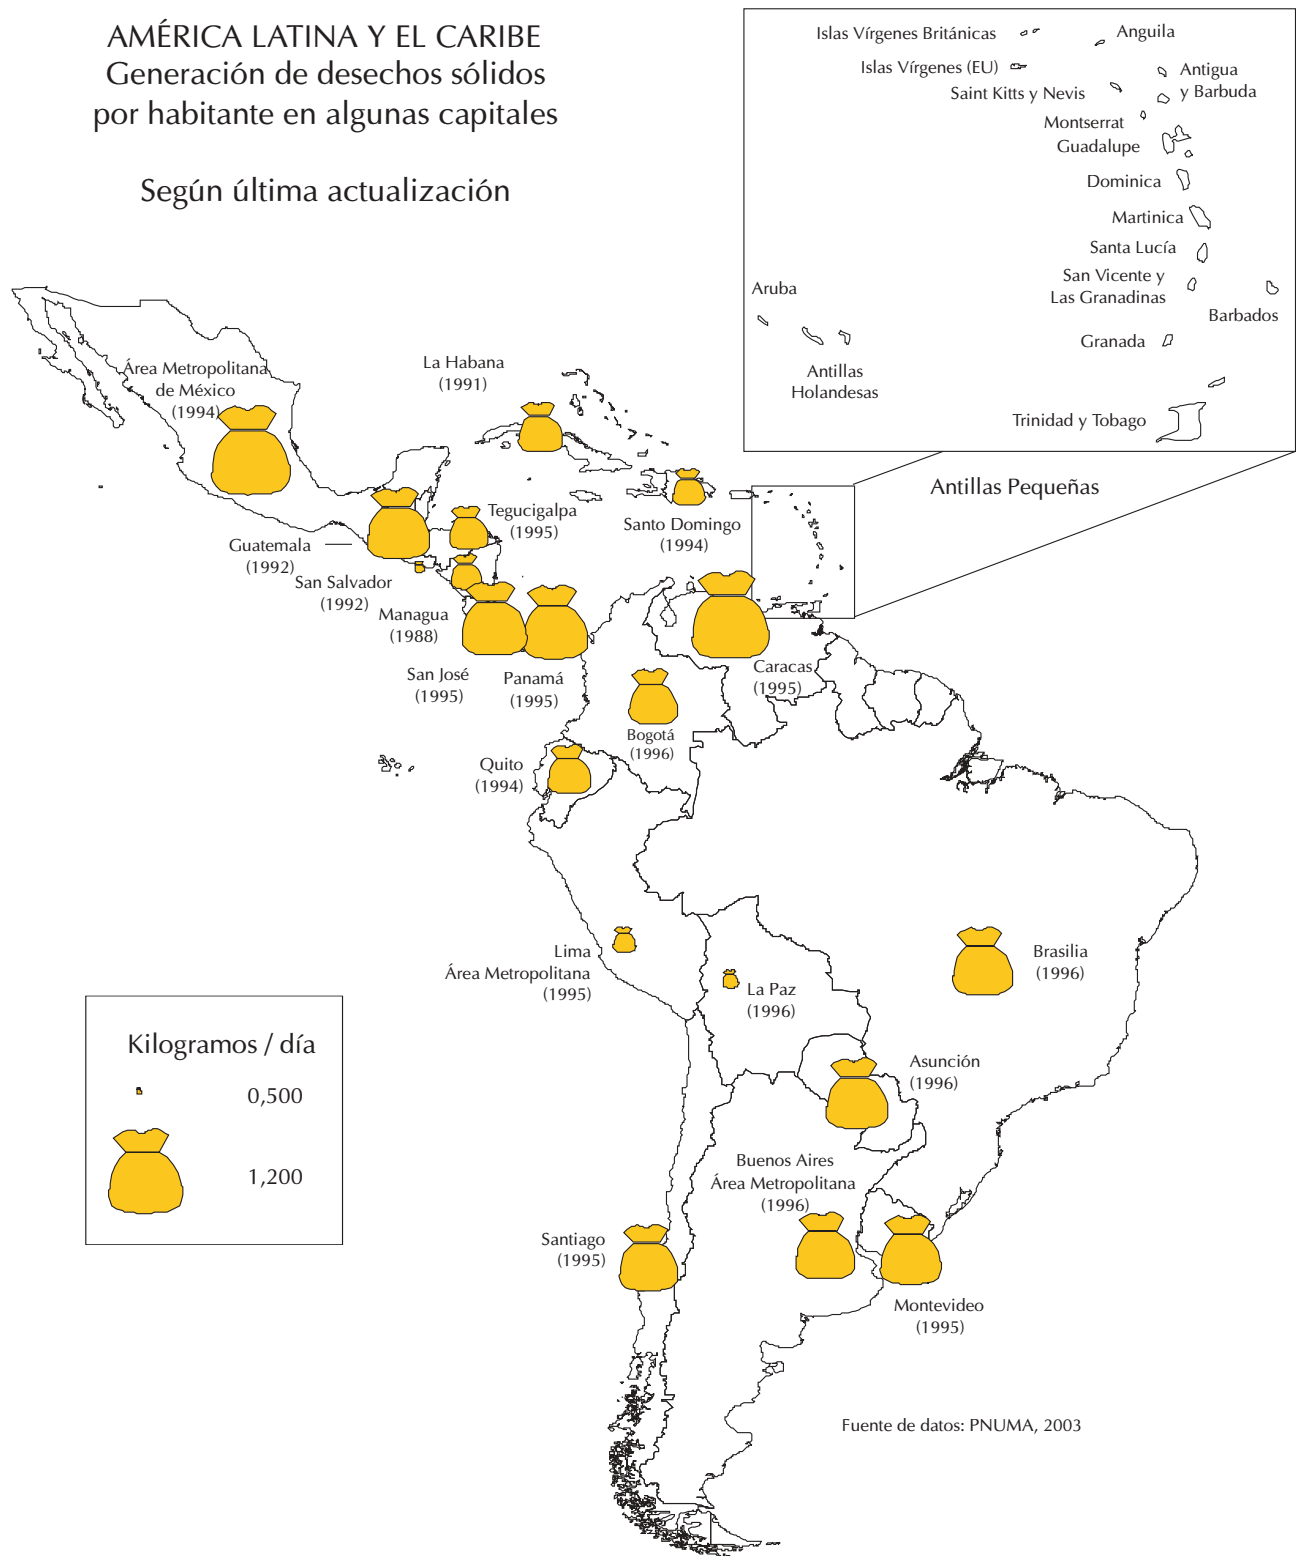 AMÉRICA LATINA Y EL CARIBE
Generación de desechos sólidos
por habitante en algunas capitales
Según última actualización
Islas Vírgenes Británicas
Anguila
Islas Vírgenes (EU)
Antigua
y Barbuda
Saint Kitts y Nevis
Montserrat
Guadalupe
Dominica
Martinica
Santa Lucía
San Vicente y
Las Granadinas
Aruba
Barbados
Granada
Antillas
Holandesas
Trinidad y Tobago
Antillas Pequeñas
Área Metropolitana
de México
(1994)
La Habana
(1991)
Tegucigalpa
(1995)
Santo Domingo
(1994)
Guatemala
(1992)
San Salvador
(1992)
Managua
(1988)
San José
(1995)
Panamá
(1995)
Caracas
(1995)
Bogotá
(1996)
Quito
(1994)
Lima
Área Metropolitana
(1995)
La Paz
(1996)
Brasilia
(1996)
Asunción
(1996)
Buenos Aires
Área Metropolitana
(1996)
Santiago
(1995)
Montevideo
(1995)
Kilogramos / día
0,500
1,200
Fuente de datos: PNUMA, 2003